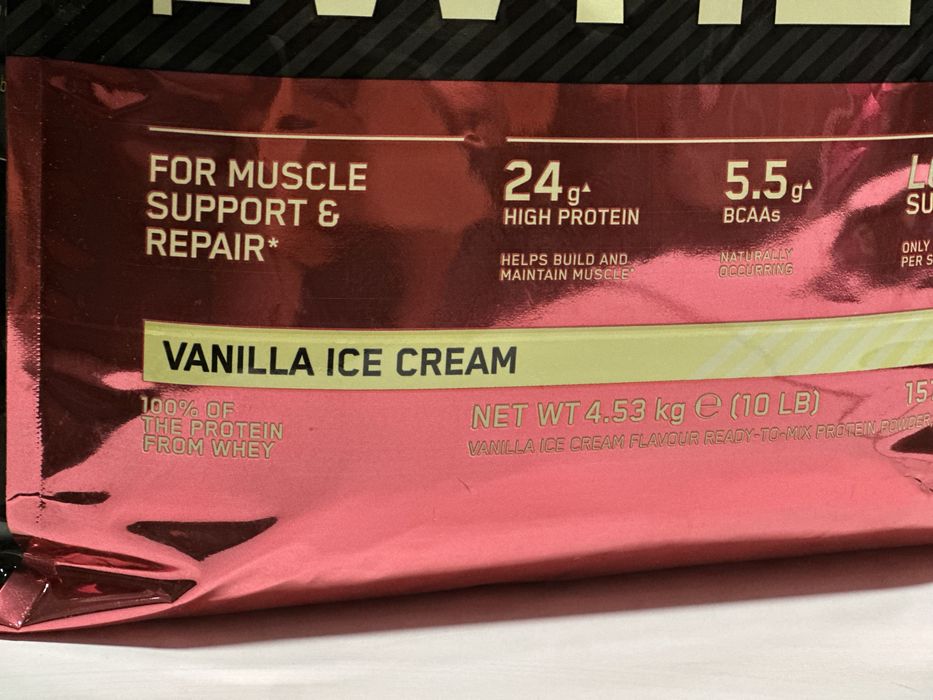 FOR MUSCLE
SUPPORT &
REPAIR*
24g▲
HIGH PROTEIN
HELPS BUILD AND
MAINTAIN MUSCLE*
5.5g▲
BCAAs
NATURALLY
OCCURRING
ONLY
PER S
VANILLA ICE CREAM
100% OF
THE PROTEIN
FROM WHEY
NET WT 4.53 kg ℮ (10 LB)
VANILLA ICE CREAM FLAVOUR READY-TO-MIX PROTEIN POWDER